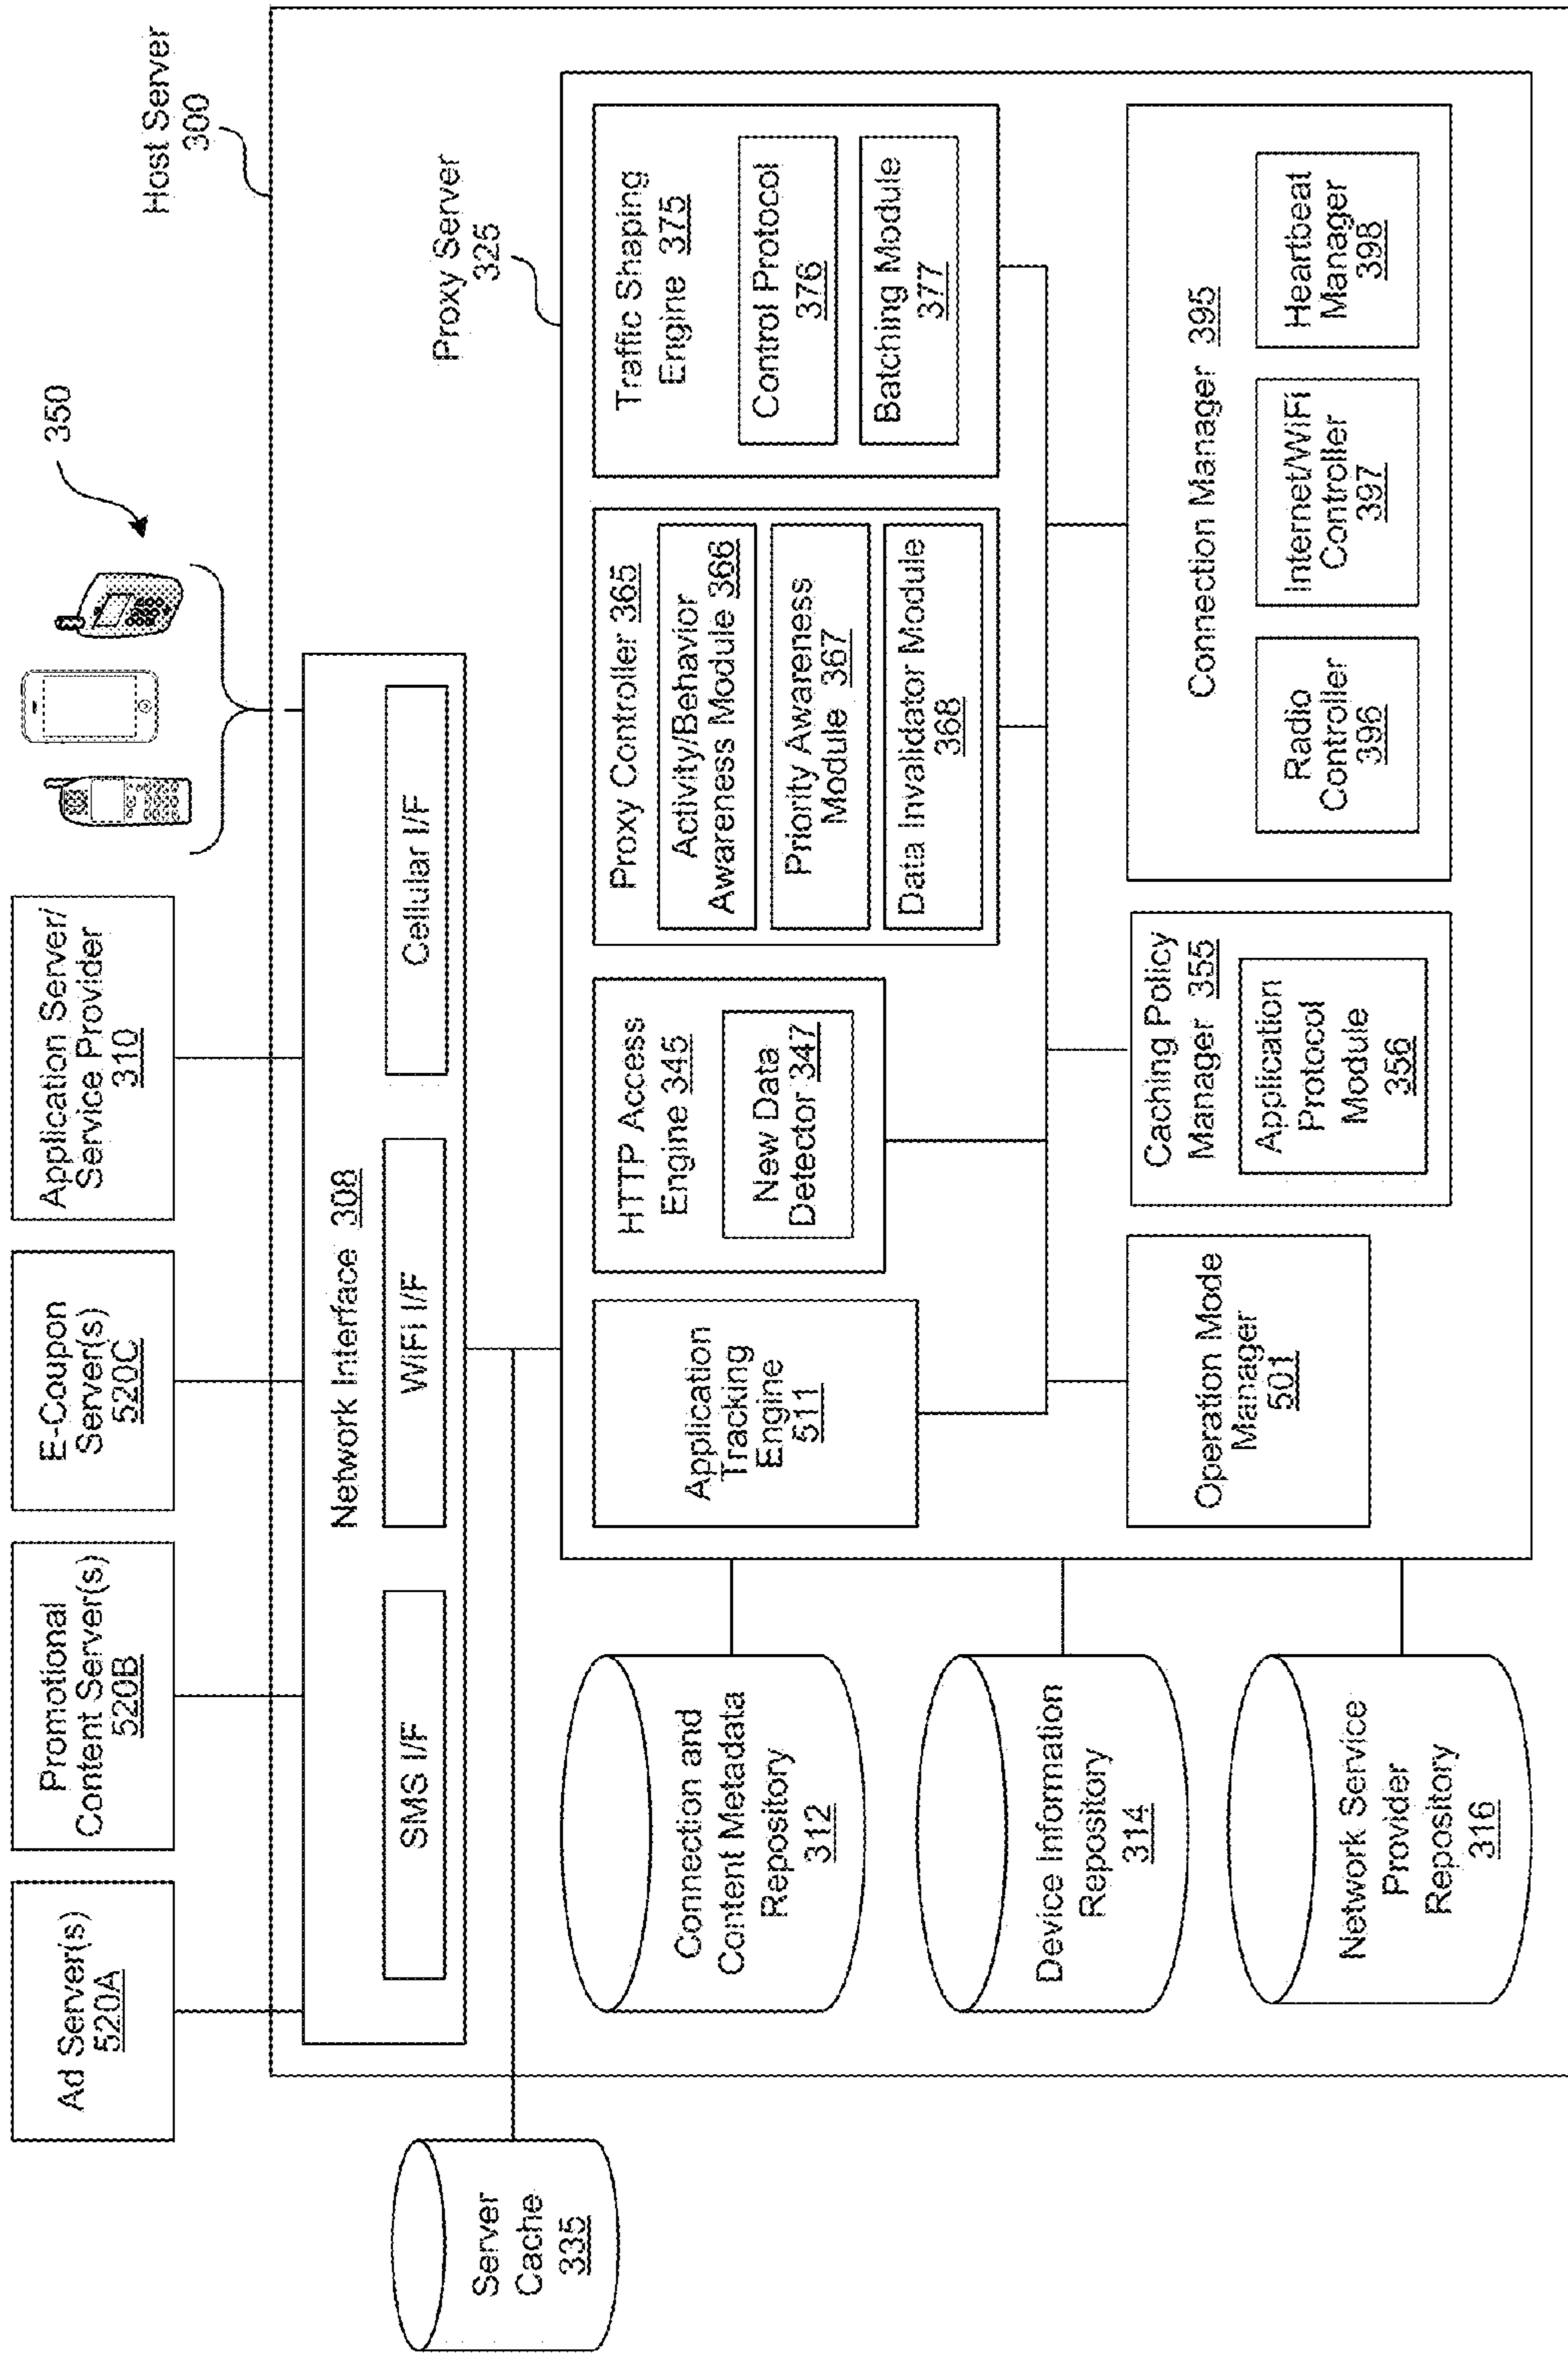 Ad Server(s)
520A
Promotional
Content Server(s)
520B
E-Coupon
Server(s)
520C
Application Server/
Service Provider
310
350
Host Server
300
Network Interface 308
SMS I/F
WiFi I/F
Cellular I/F
Server
Cache
335
Proxy Server
325
Connection and
Content Metadata
Repository
312
Device Information
Repository
314
Network Service
Provider
Repository
316
Application
Tracking
Engine
511
HTTP Access
Engine 345
New Data
Detector 347
Proxy Controller 365
Activity/Behavior
Awareness Module 366
Priority Awareness
Module 367
Data Invalidator Module
368
Traffic Shaping
Engine 375
Control Protocol
376
Batching Module
377
Operation Mode
Manager
501
Caching Policy
Manager 355
Application
Protocol
Module
356
Connection Manager 395
Radio
Controller
396
Internet/WiFi
Controller
397
Heartbeat
Manager
398